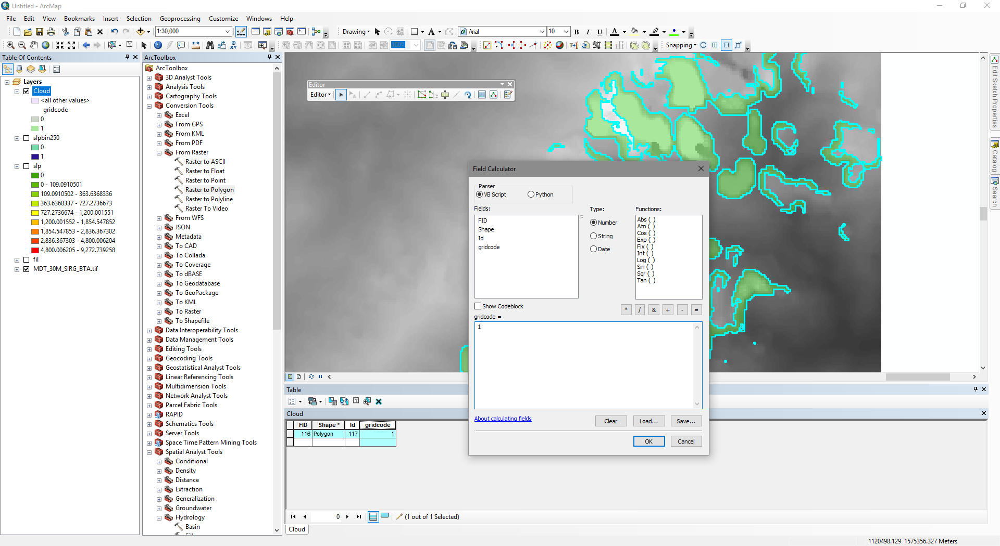 Untitled - ArcMap
File Edit View Bookmarks Insert Selection Geoprocessing Customize Windows Help
1:30,000
Drawing
Arial
10
B I U A
100%
Snapping
Table Of Contents
Layers
Cloud
<all other values>
gridcode
0
1
slpbin250
0
1
slp
0
0 - 109.0910501
109.0910502 - 363.6368336
363.6368337 - 727.2736673
727.2736674 - 1,200.001551
1,200.001552 - 1,854.547852
1,854.547853 - 2,836.367302
2,836.367303 - 4,800.006204
4,800.006205 - 9,272.739258
fil
MDT_30M_SIRG_BTA.tif
ArcToolbox
ArcToolbox
3D Analyst Tools
Analysis Tools
Cartography Tools
Conversion Tools
Excel
From GPS
From KML
From PDF
From Raster
Raster to ASCII
Raster to Float
Raster to Point
Raster to Polygon
Raster to Polyline
Raster To Video
From WFS
JSON
Metadata
To CAD
To Collada
To Coverage
To dBASE
To Geodatabase
To GeoPackage
To KML
To Raster
To Shapefile
Data Interoperability Tools
Data Management Tools
Editing Tools
Geocoding Tools
Geostatistical Analyst Tools
Linear Referencing Tools
Multidimension Tools
Network Analyst Tools
Parcel Fabric Tools
RAPID
Schematics Tools
Server Tools
Space Time Pattern Mining Tools
Spatial Analyst Tools
Conditional
Density
Distance
Extraction
Generalization
Groundwater
Hydrology
Basin
Editor
Editor
Field Calculator
Parser
VB Script
Python
Fields:
FID
Shape
Id
gridcode
Type:
Number
String
Date
Functions:
Abs ( )
Atn ( )
Cos ( )
Exp ( )
Fix ( )
Int ( )
Log ( )
Sin ( )
Sqr ( )
Tan ( )
Show Codeblock
* / & + - =
gridcode =
1
About calculating fields
Clear
Load...
Save...
OK
Cancel
Table
Cloud
FID Shape * Id gridcode
116 Polygon 117 1
0
(1 out of 1 Selected)
Cloud
Edit Sketch Properties
Catalog
Search
1120498.129 1575356.327 Meters